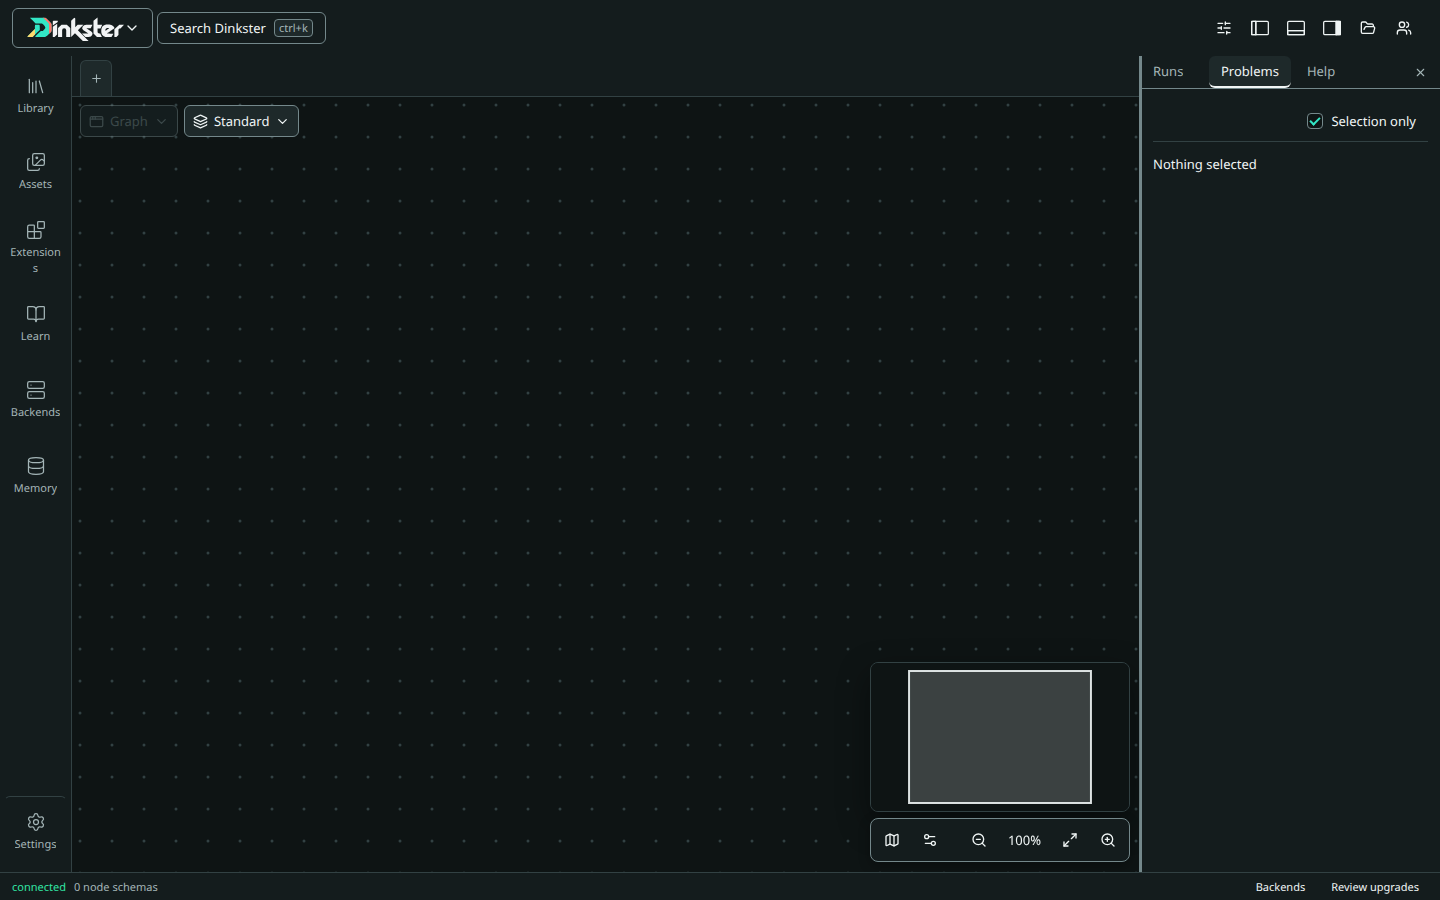 Dinkster
Search Dinkster ctrl+k
Library
Assets
Extension
s
Learn
Backends
Memory
Settings
+
Graph
Standard
100%
Runs Problems Help
Selection only
Nothing selected
connected 0 node schemas
Backends Review upgrades